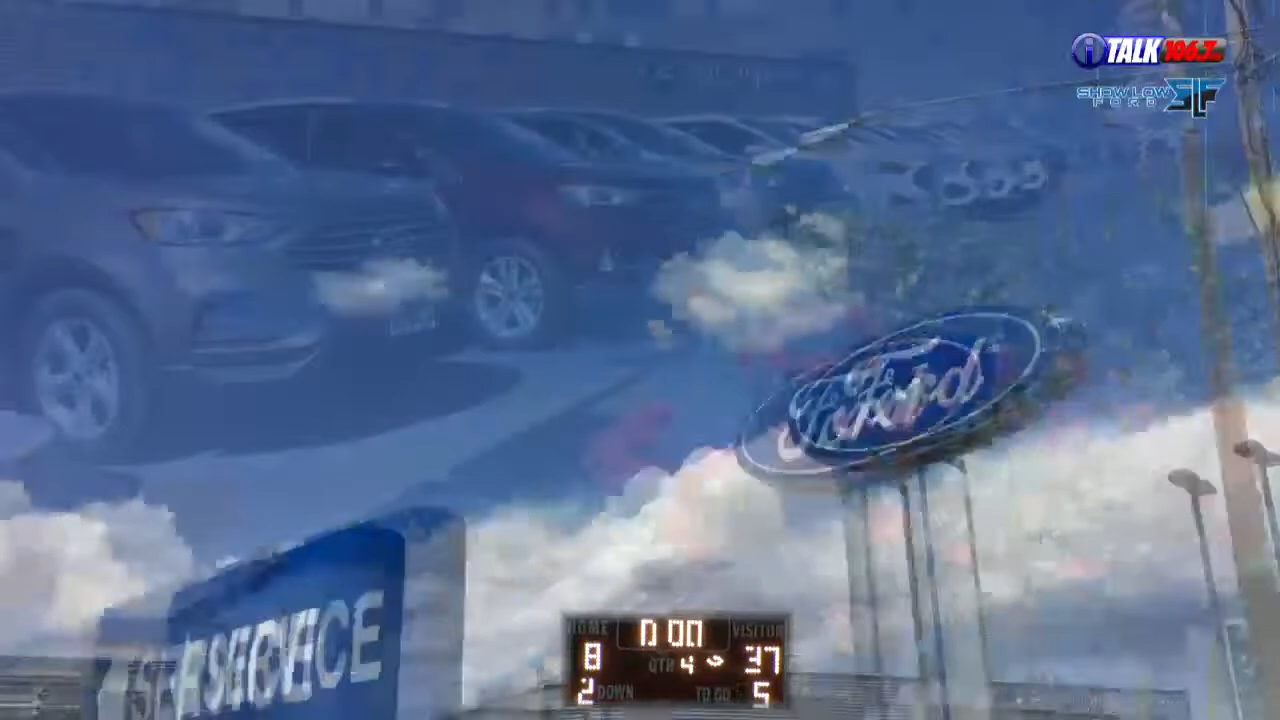 iTALK 106.7 FM
SHOW LOW SLF
FORD
Ford
SERVICE
HOME 0:00 VISITOR
8 QTR 4 37
2 DOWN TO GO 5